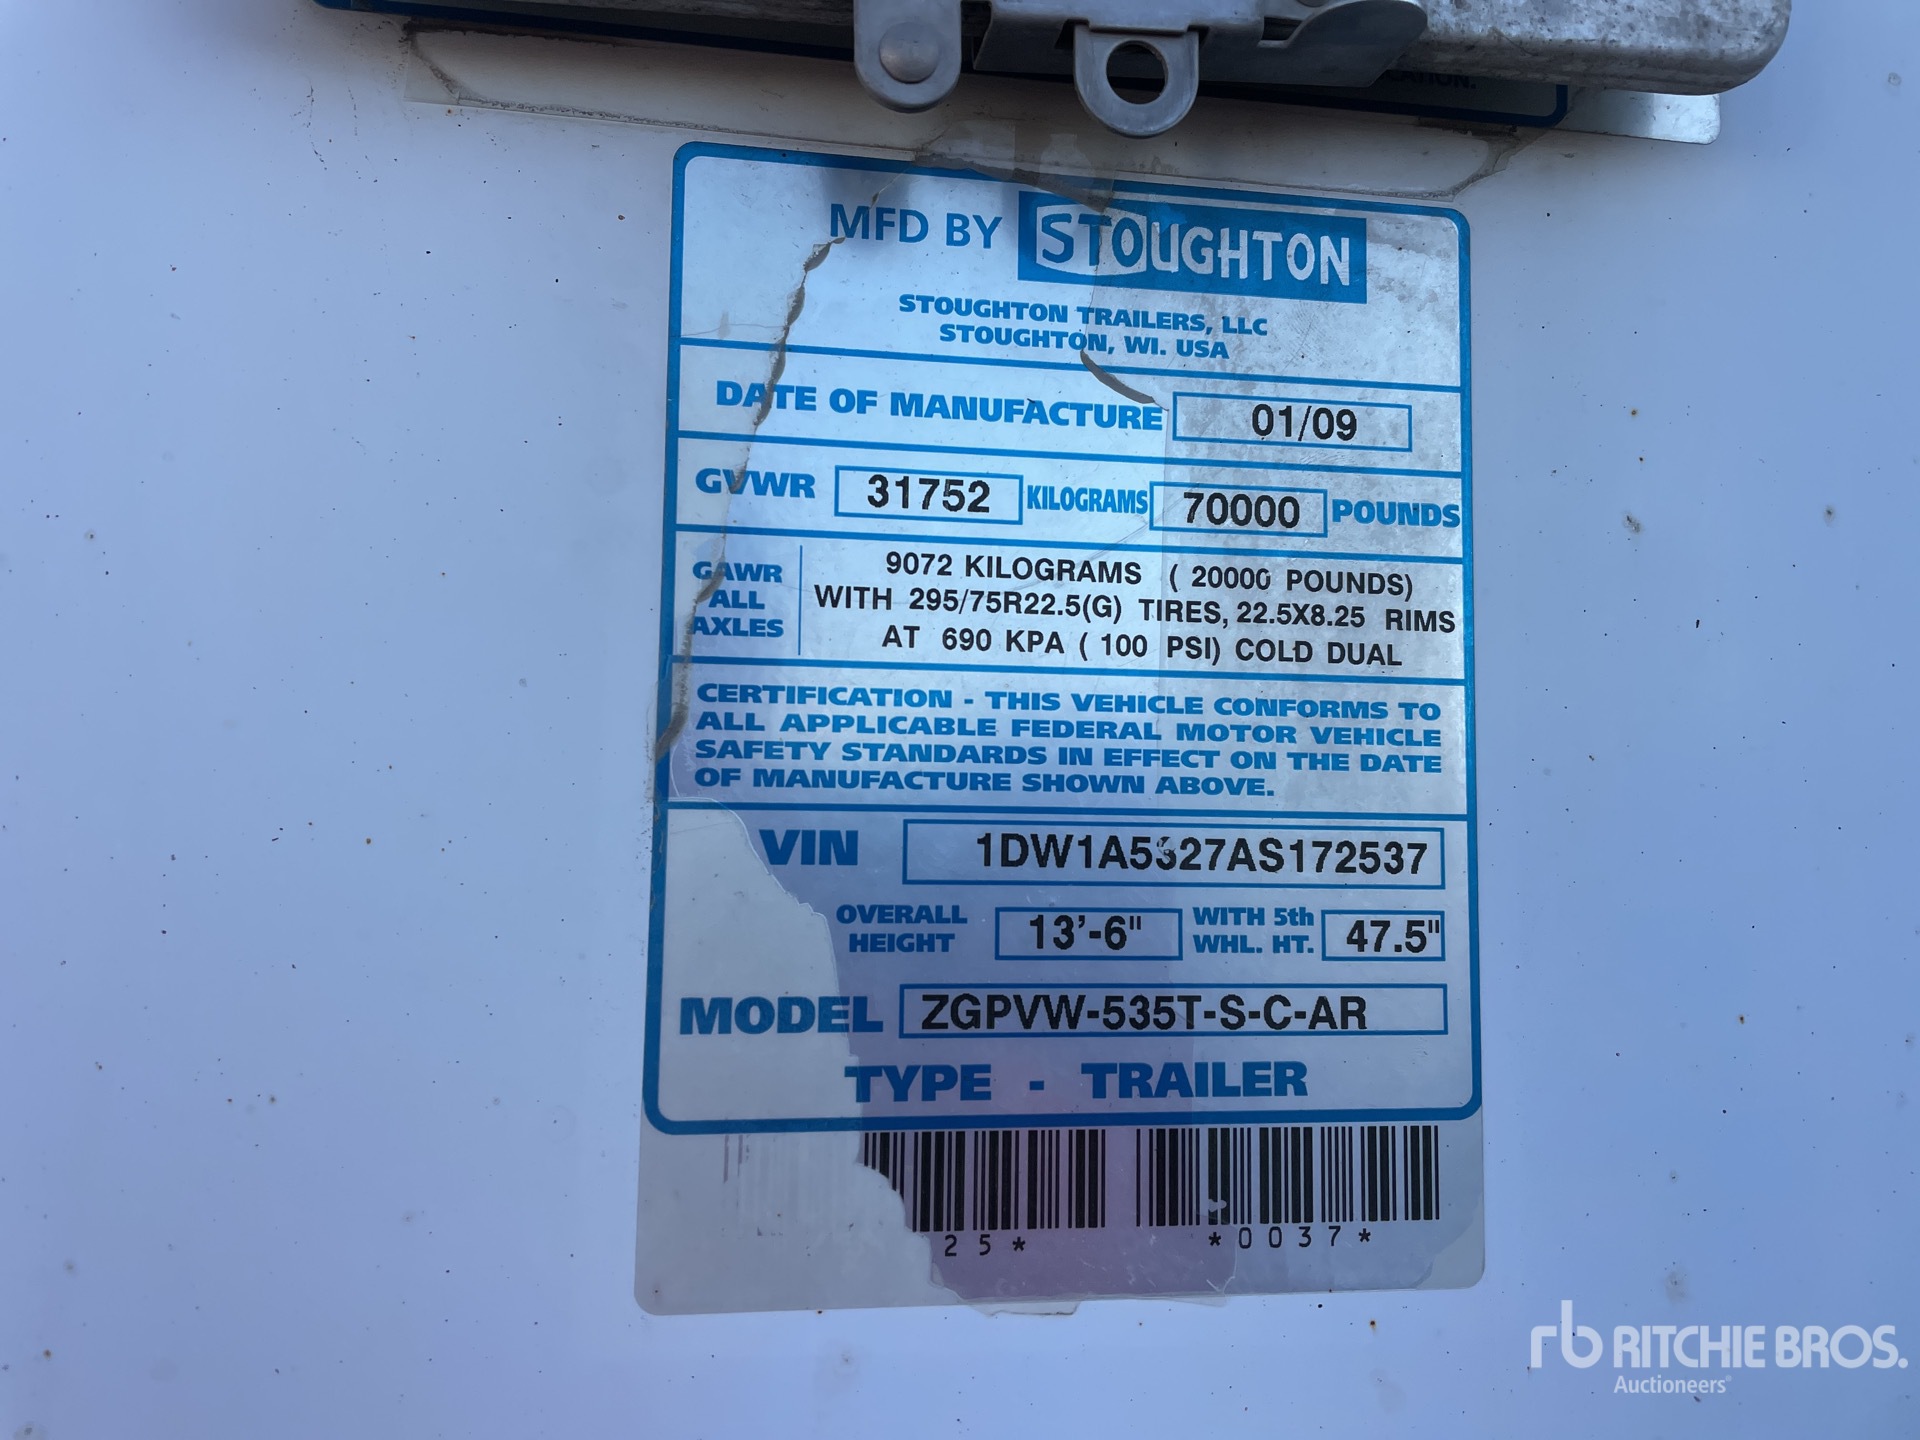 CATION.
MFD BY STOUGHTON
STOUGHTON TRAILERS, LLC
STOUGHTON, WI. USA
DATE OF MANUFACTURE 01/09
GVWR 31752 KILOGRAMS 70000 POUNDS
GAWR ALL AXLES
9072 KILOGRAMS ( 20000 POUNDS)
WITH 295/75R22.5(G) TIRES, 22.5X8.25 RIMS
AT 690 KPA ( 100 PSI) COLD DUAL
CERTIFICATION - THIS VEHICLE CONFORMS TO
ALL APPLICABLE FEDERAL MOTOR VEHICLE
SAFETY STANDARDS IN EFFECT ON THE DATE
OF MANUFACTURE SHOWN ABOVE.
VIN 1DW1A5327AS172537
OVERALL HEIGHT 13'-6" WITH 5th WHL. HT. 47.5"
MODEL ZGPVW-535T-S-C-AR
TYPE - TRAILER
25* *0037*
rb RITCHIE BROS.
Auctioneers